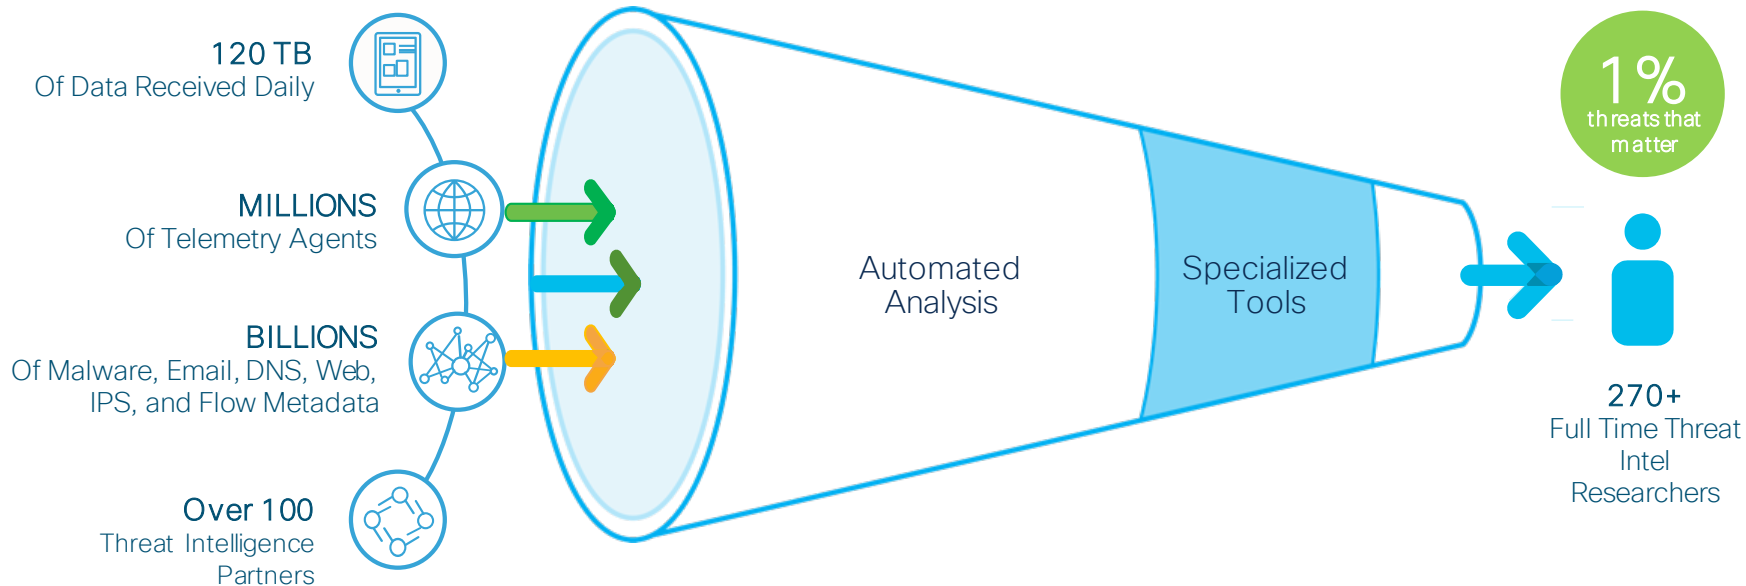 120 TB
Of Data Received Daily
MILLIONS
Of Telemetry Agents
BILLIONS
Of Malware, Email, DNS, Web,
IPS, and Flow Metadata
Over 100
Threat Intelligence
Partners
Automated
Analysis
Specialized
Tools
1%
threats that
matter
270+
Full Time Threat
Intel
Researchers